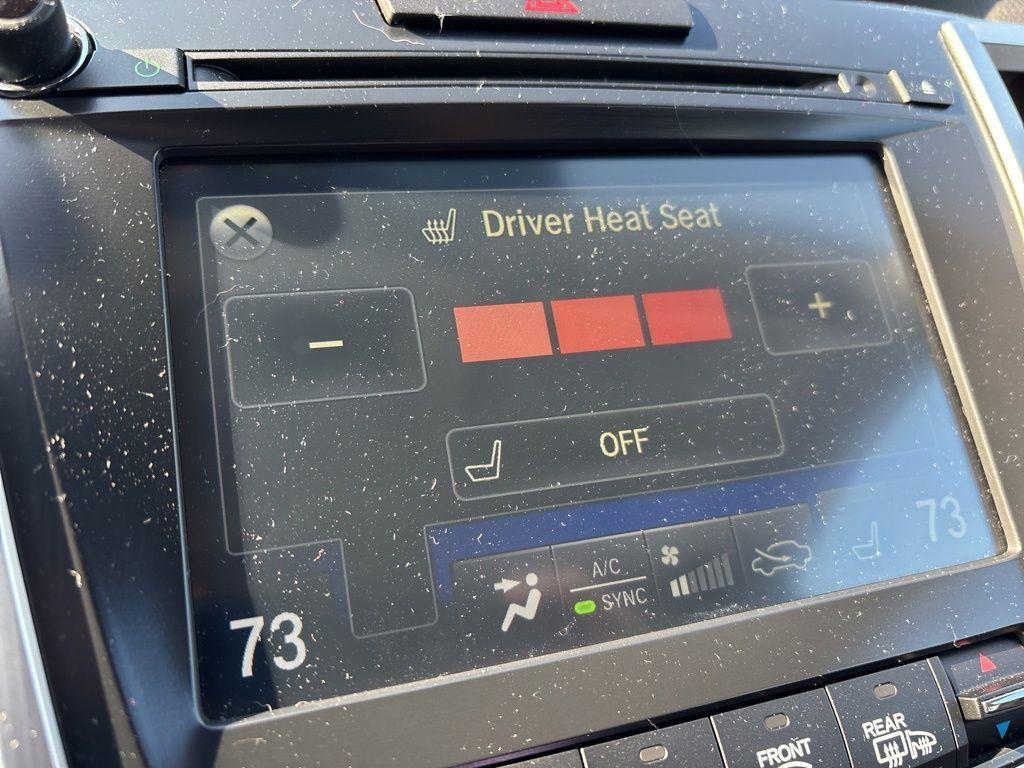 Driver Heat Seat
-
+
OFF
73
A/C
SYNC
73
FRONT
REAR